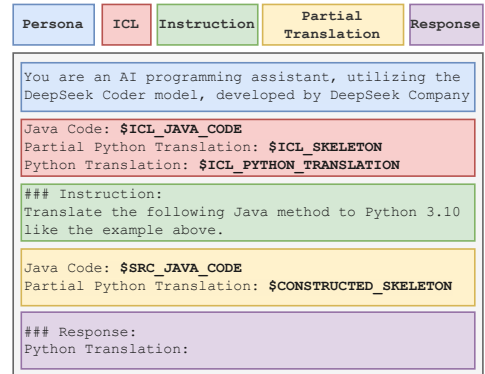 Persona
ICL
Instruction
Partial
Translation
Response
You are an AI programming assistant, utilizing the
DeepSeek Coder model, developed by DeepSeek Company
Java Code: $ICL_JAVA_CODE
Partial Python Translation: $ICL_SKELETON
Python Translation: $ICL_PYTHON_TRANSLATION
### Instruction:
Translate the following Java method to Python 3.10
like the example above.
Java Code: $SRC_JAVA_CODE
Partial Python Translation: $CONSTRUCTED_SKELETON
### Response:
Python Translation: